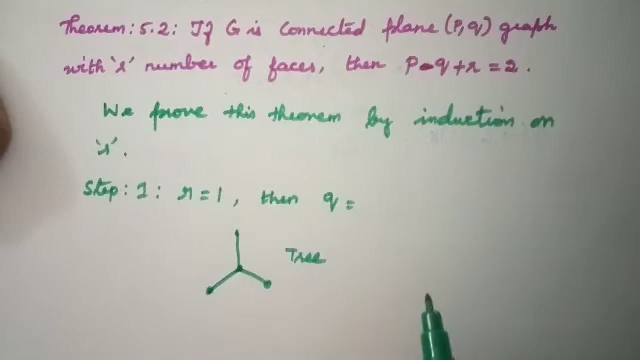 Theorem: 5.2: If G is connected plane (P,q) graph
with 'r' number of faces, then P-q+r=2.
We prove this theorem by induction on
'r'.
Step: 1: r=1, then q=
Tree